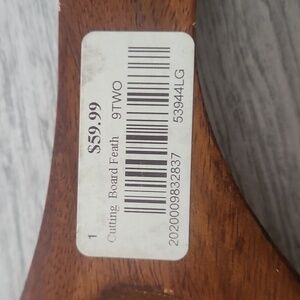 $59.99
1
Cutting Board Feath 9TWO
2020009832837 53944LG